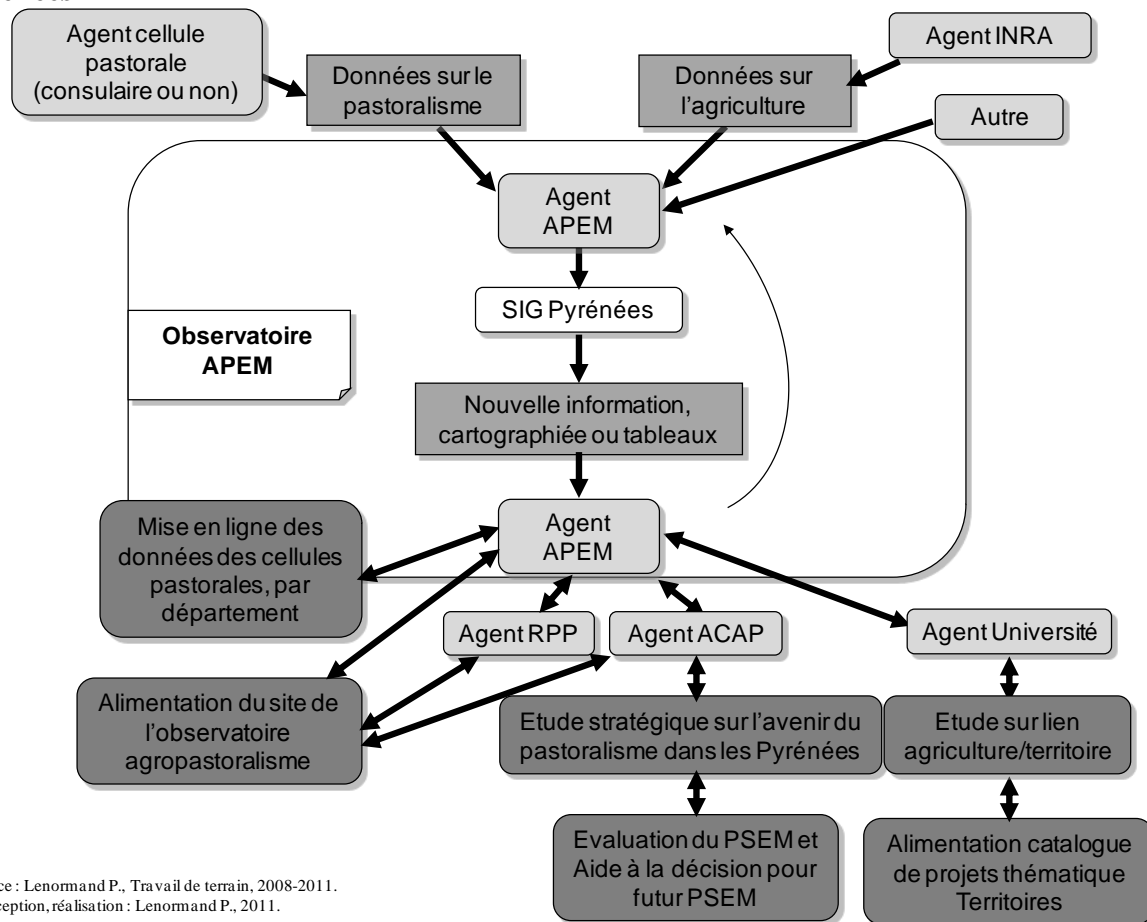 Agent cellule
pastorale
(consulaire ou non)
Agent INRA
Données sur le
pastoralisme
Données sur
l'agriculture
Autre
Agent
APEM
SIG Pyrénées
Observatoire
APEM
Nouvelle information,
cartographiée ou tableaux
Agent
APEM
Mise en ligne des
données des cellules
pastorales, par
département
Agent RPP
Agent ACAP
Agent Université
Alimentation du site de
l'observatoire
agropastoralisme
Etude stratégique sur l'avenir du
pastoralisme dans les Pyrénées
Etude sur lien
agriculture/territoire
Evaluation du PSEM et
Aide à la décision pour
futur PSEM
Alimentation catalogue
de projets thématique
Territoires
ce : Lenormand P., Travail de terrain, 2008-2011.
ception, réalisation : Lenormand P., 2011.